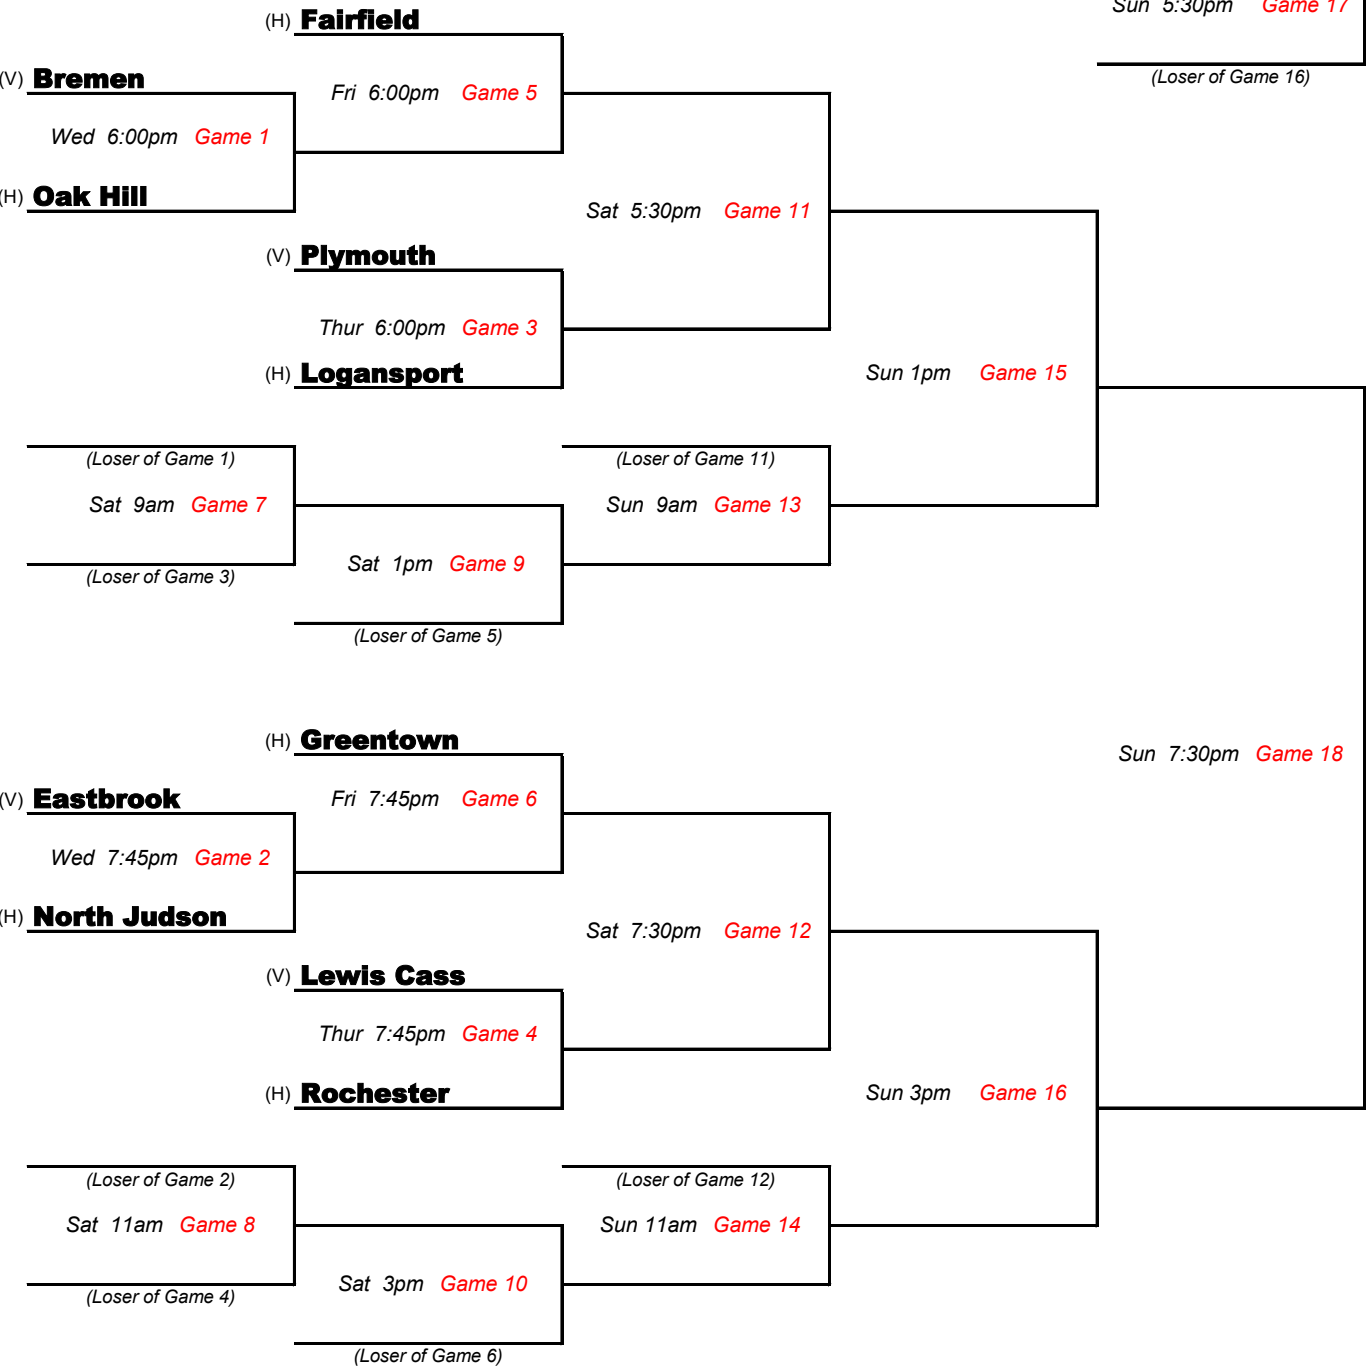 Sun 5:30pm Game 17
(H) Fairfield
(Loser of Game 16)
(V) Bremen
Fri 6:00pm Game 5
Wed 6:00pm Game 1
(H) Oak Hill
Sat 5:30pm Game 11
(V) Plymouth
Thur 6:00pm Game 3
(H) Logansport
Sun 1pm Game 15
(Loser of Game 1)
(Loser of Game 11)
Sat 9am Game 7
Sun 9am Game 13
(Loser of Game 3)
Sat 1pm Game 9
(Loser of Game 5)
(H) Greentown
Sun 7:30pm Game 18
(V) Eastbrook
Fri 7:45pm Game 6
Wed 7:45pm Game 2
(H) North Judson
Sat 7:30pm Game 12
(V) Lewis Cass
Thur 7:45pm Game 4
(H) Rochester
Sun 3pm Game 16
(Loser of Game 2)
(Loser of Game 12)
Sat 11am Game 8
Sun 11am Game 14
(Loser of Game 4)
Sat 3pm Game 10
(Loser of Game 6)